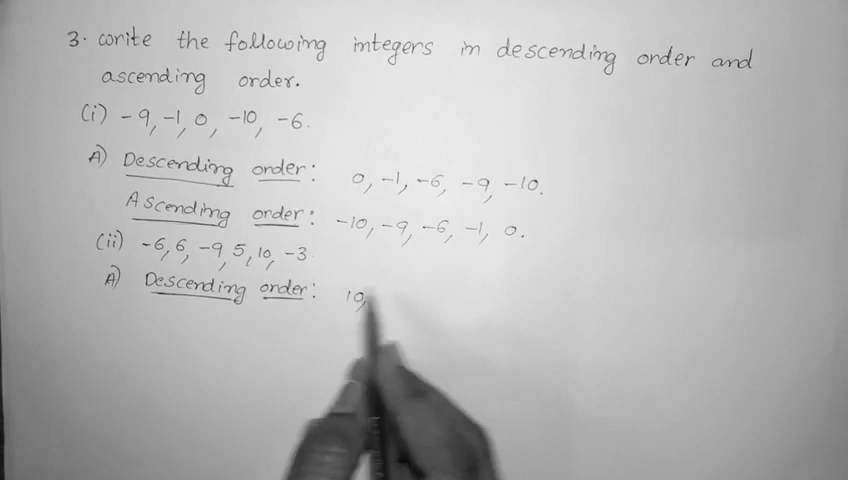 3. write the following integers in descending order and
ascending order.
(i) -9, -1, 0, -10, -6.
A) Descending order: 0, -1, -6, -9, -10.
Ascending order: -10, -9, -6, -1, 0.
(ii) -6, 6, -9, 5, 10, -3.
A) Descending order: 10,